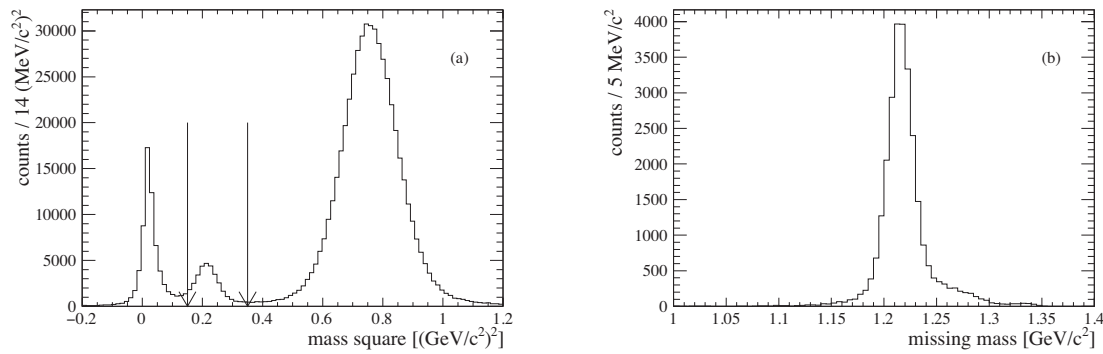 counts / 14 (MeV/c²)²
30000
25000
20000
15000
10000
5000
0
(a)
−0.2 0 0.2 0.4 0.6 0.8 1.0 1.2
mass square [(GeV/c²)²]
counts / 5 MeV/c²
4000
3500
3000
2500
2000
1500
1000
500
0
(b)
1 1.05 1.1 1.15 1.2 1.25 1.3 1.35 1.4
missing mass [GeV/c²]